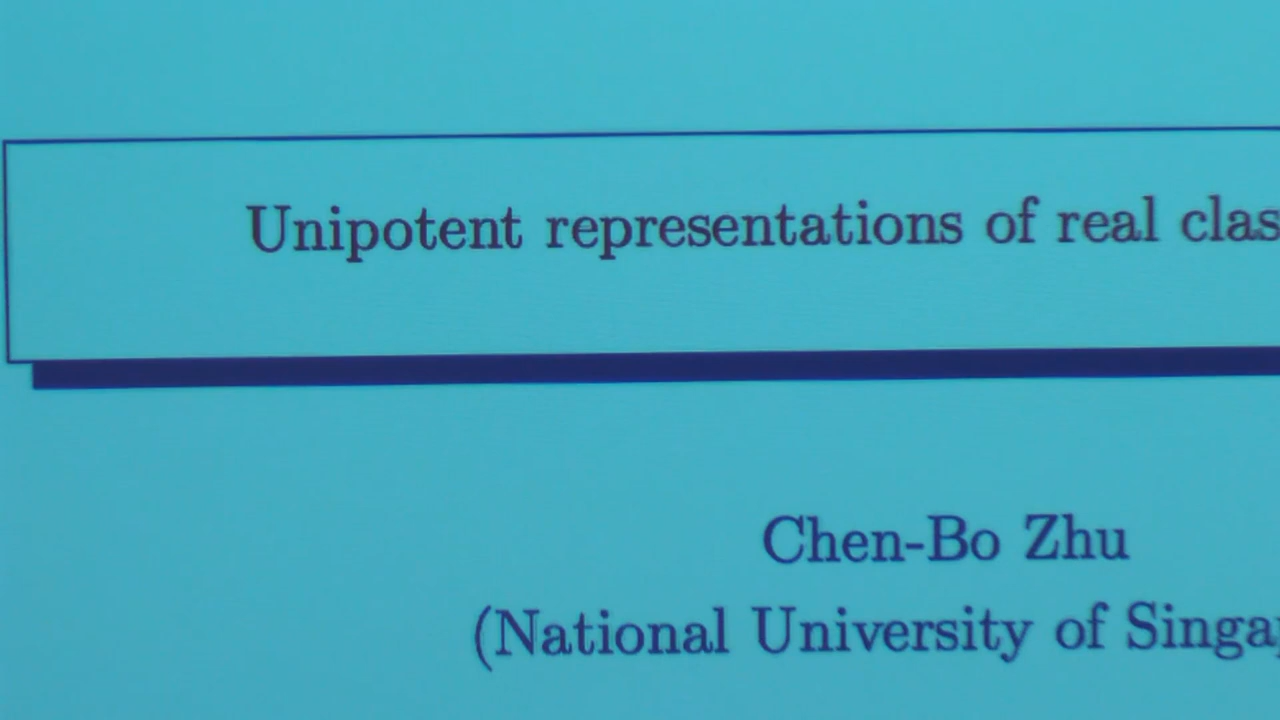 Unipotent representations of real clas
Chen-Bo Zhu
(National University of Singa